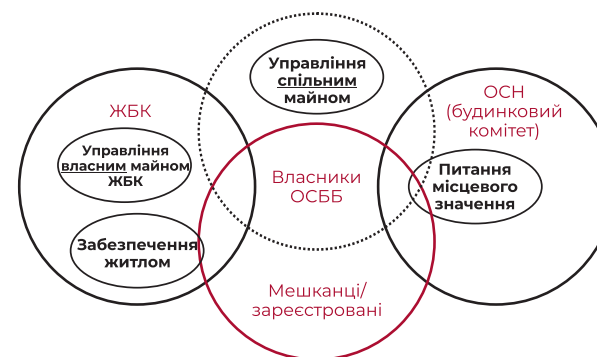 Управління
спільним
майном
ЖБК
Управління
власним майном
ЖБК
Забезпечення
житлом
Власники
ОСББ
Мешканці/
зареєстровані
ОСН
(будинковий
комітет)
Питання
місцевого
значення